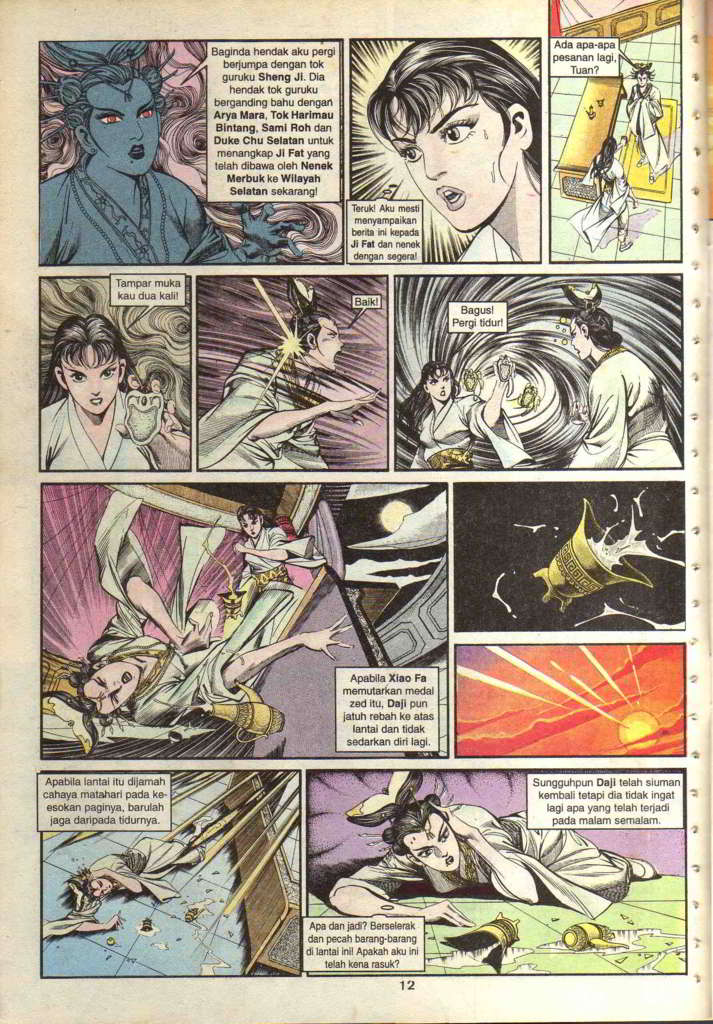 Baginda hendak aku pergi
berjumpa dengan tok
guruku Sheng Ji. Dia
hendak tok guruku
berganding bahu dengan
Arya Mara, Tok Harimau
Bintang, Sami Roh dan
Duke Chu Selatan untuk
menangkap Ji Fat yang
telah dibawa oleh Nenek
Merbuk ke Wilayah
Selatan sekarang!
Teruk! Aku mesti
menyampaikan
berita ini kepada
Ji Fat dan nenek
dengan segera!
Ada apa-apa
pesanan lagi,
Tuan?
Tampar muka
kau dua kali!
Baik!
Bagus!
Pergi tidur!
Apabila Xiao Fa
memutarkan medal
zed itu, Daji pun
jatuh rebah ke atas
lantai dan tidak
sedarkan diri lagi.
Apabila lantai itu dijamah
cahaya matahari pada ke-
esokan paginya, barulah
jaga daripada tidurnya.
Sungguhpun Daji telah siuman
kembali tetapi dia tidak ingat
lagi apa yang telah terjadi
pada malam semalam.
Apa dan jadi? Berselerak
dan pecah barang-barang
di lantai ini! Apakah aku ini
telah kena rasuk?
12